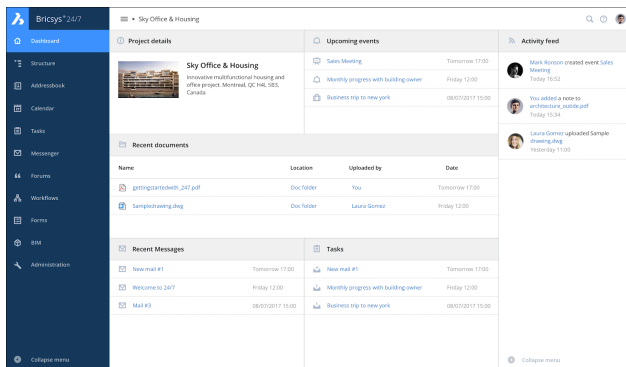 Bricsys® 24/7
Sky Office & Housing
Dashboard
Structure
Addressbook
Calendar
Tasks
Messenger
Forums
Workflows
Forms
BIM
Administration
Collapse menu
Project details
Sky Office & Housing
Innovative multifunctional housing and
office project. Montreal, QC H4L 5B3,
Canada
Upcoming events
Sales Meeting Tomorrow 17:00
Monthly progress with building owner Friday 12:00
Business trip to new york 08/07/2017 15:00
Recent documents
Name Location Uploaded by Date
gettingstartedwith_247.pdf Doc folder You Tomorrow 17:00
Sampledrawing.dwg Doc folder Laura Gomez Friday 12:00
Recent Messages
New mail #1 Tomorrow 17:00
Welcome to 24/7 Friday 12:00
Mail #3 08/07/2017 15:00
Tasks
New mail #1 Tomorrow 17:00
Monthly progress with building owner Friday 12:00
Business trip to new york 08/07/2017 15:00
Activity feed
Mark Ronson created event Sales
Meeting
Today 16:52
You added a note to
architecture_outide.pdf
Today 15:34
Laura Gomez uploaded Sample
drawing.dwg
Yesterday 11:00
Collapse menu